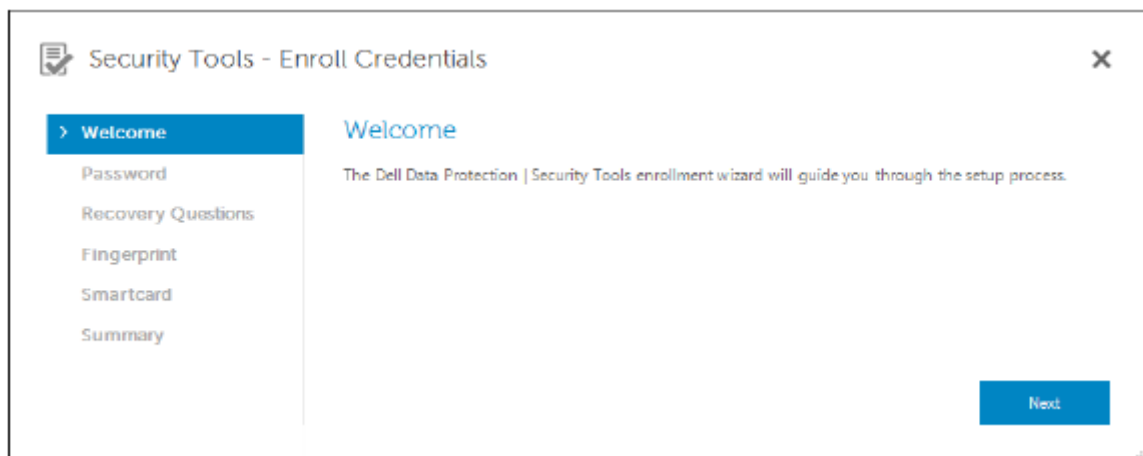 Security Tools - Enroll Credentials
> Welcome
Password
Recovery Questions
Fingerprint
Smartcard
Summary
Welcome
The Dell Data Protection | Security Tools enrollment wizard will guide you through the setup process.
Next